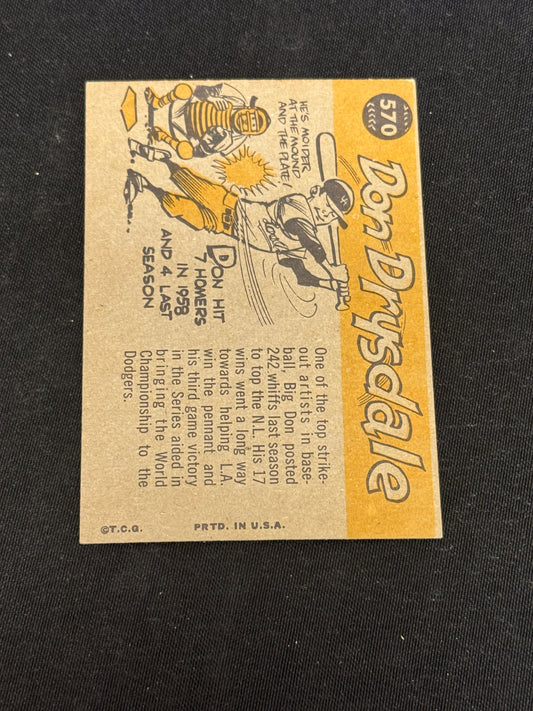 570
Don Drysdale
HE'S MOIDER
AT THE MOUND
AND THE PLATE!
DON HIT
7 HOMERS
IN 1958
AND 4 LAST
SEASON
One of the top strike-
out artists in base-
ball, Big Don posted
242 whiffs last season
to top the NL. His 17
wins went a long way
towards helping L.A.
win the pennant and
his third game victory
in the Series aided in
bringing the World
Championship to the
Dodgers.
©T.C.G.
PRTD. IN U.S.A.